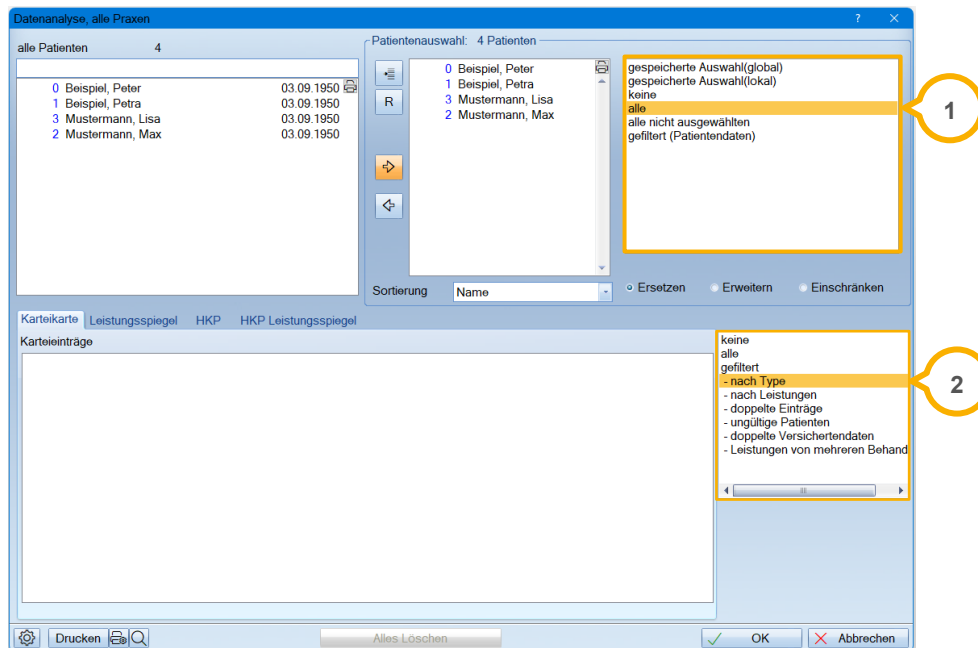 Datenanalyse, alle Praxen ?
alle Patienten 4
0 Beispiel, Peter 03.09.1950
1 Beispiel, Petra 03.09.1950
3 Mustermann, Lisa 03.09.1950
2 Mustermann, Max 03.09.1950
Patientenauswahl: 4 Patienten
R
0 Beispiel, Peter
1 Beispiel, Petra
3 Mustermann, Lisa
2 Mustermann, Max
gespeicherte Auswahl(global)
gespeicherte Auswahl(lokal)
keine
alle
alle nicht ausgewählten
gefiltert (Patientendaten)
1
Sortierung Name
Ersetzen Erweitern Einschränken
Karteikarte Leistungsspiegel HKP HKP Leistungsspiegel
Karteieinträge
keine
alle
gefiltert
- nach Type
- nach Leistungen
- doppelte Einträge
- ungültige Patienten
- doppelte Versichertendaten
- Leistungen von mehreren Behand
2
Drucken Alles Löschen OK Abbrechen